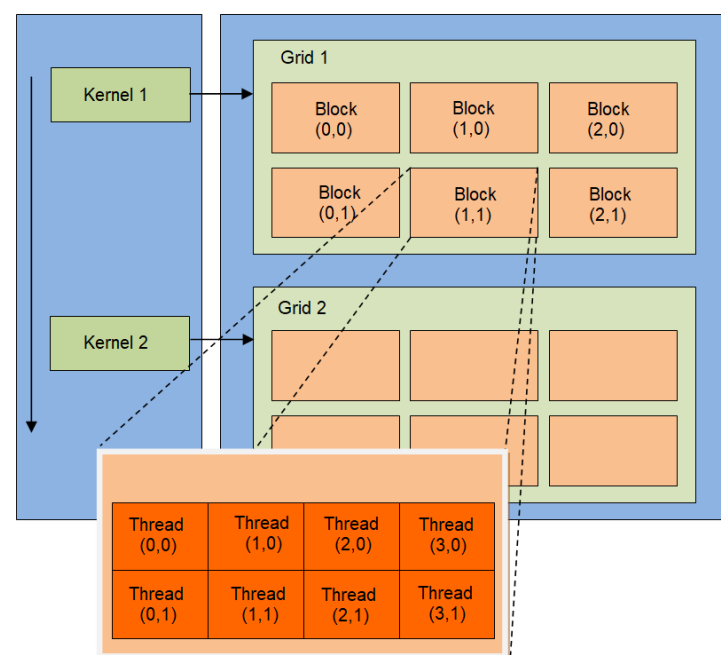 Grid 1
Kernel 1
Block
(0,0)
Block
(1,0)
Block
(2,0)
Block
(0,1)
Block
(1,1)
Block
(2,1)
Grid 2
Kernel 2
Thread
(0,0)
Thread
(1,0)
Thread
(2,0)
Thread
(3,0)
Thread
(0,1)
Thread
(1,1)
Thread
(2,1)
Thread
(3,1)